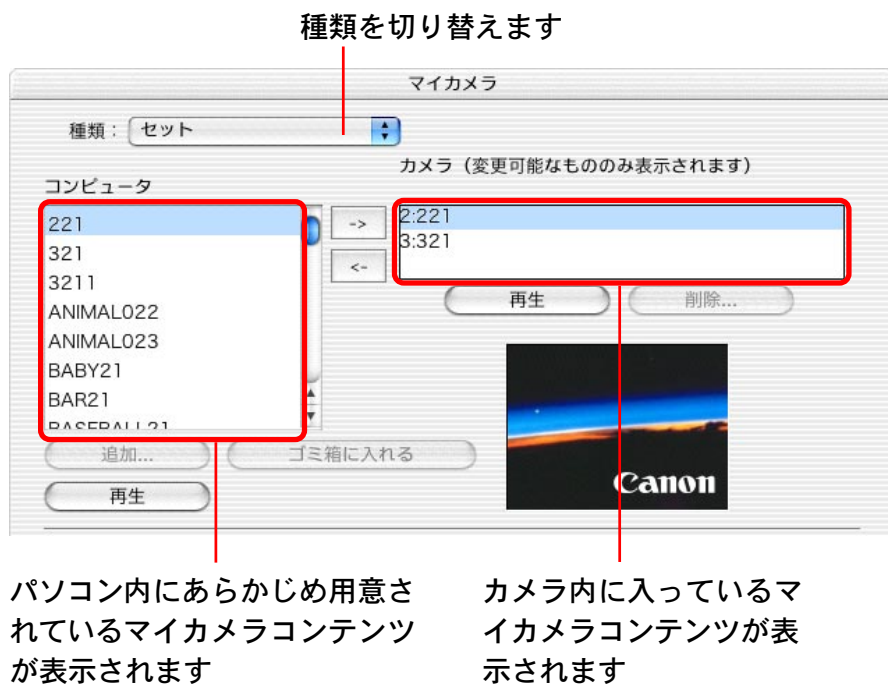 種類を切り替えます
マイカメラ
種類： セット
カメラ（変更可能なもののみ表示されます）
コンピュータ
221
321
3211
ANIMAL022
ANIMAL023
BABY21
BAR21
BASEBALL21
->
<-
2:221
3:321
再生
削除...
Canon
追加...
ゴミ箱に入れる
再生
パソコン内にあらかじめ用意さ
れているマイカメラコンテンツ
が表示されます
カメラ内に入っているマ
イカメラコンテンツが表
示されます